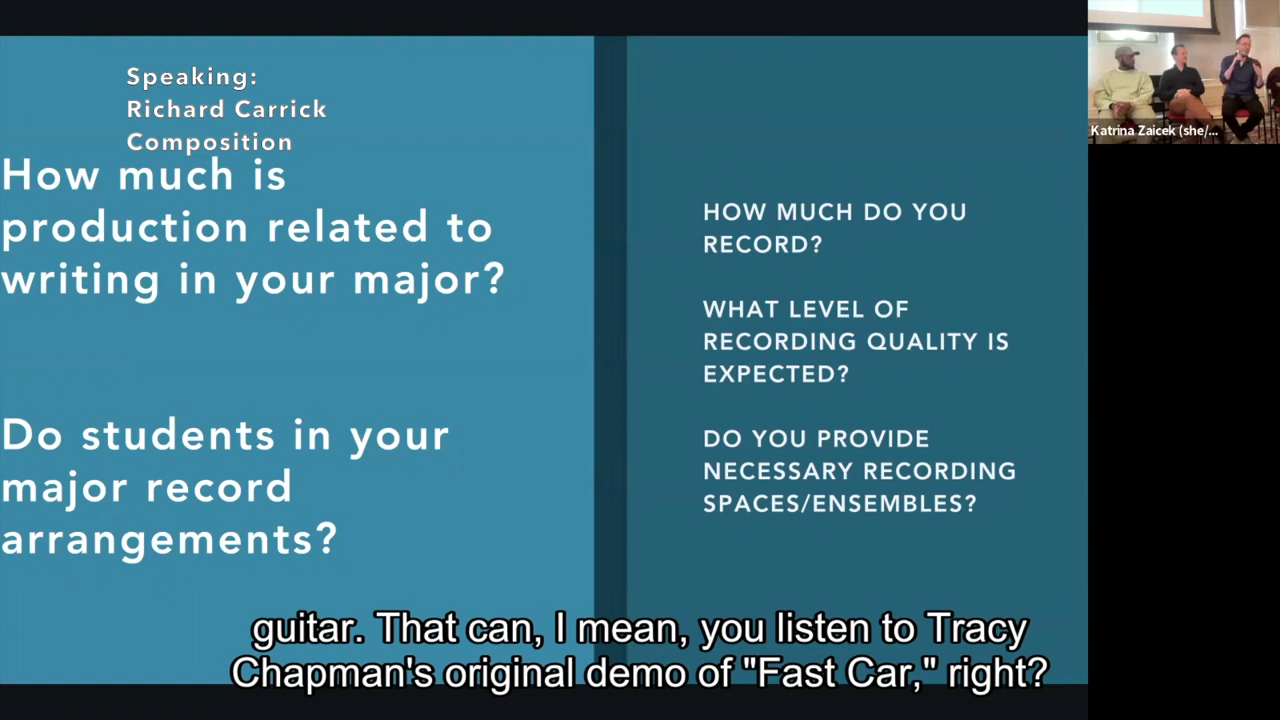 Speaking:
Richard Carrick
Composition
How much is
production related to
writing in your major?
Do students in your
major record
arrangements?
HOW MUCH DO YOU
RECORD?
WHAT LEVEL OF
RECORDING QUALITY IS
EXPECTED?
DO YOU PROVIDE
NECESSARY RECORDING
SPACES/ENSEMBLES?
Katrina Zaicek (she/...
guitar. That can, I mean, you listen to Tracy
Chapman's original demo of "Fast Car," right?